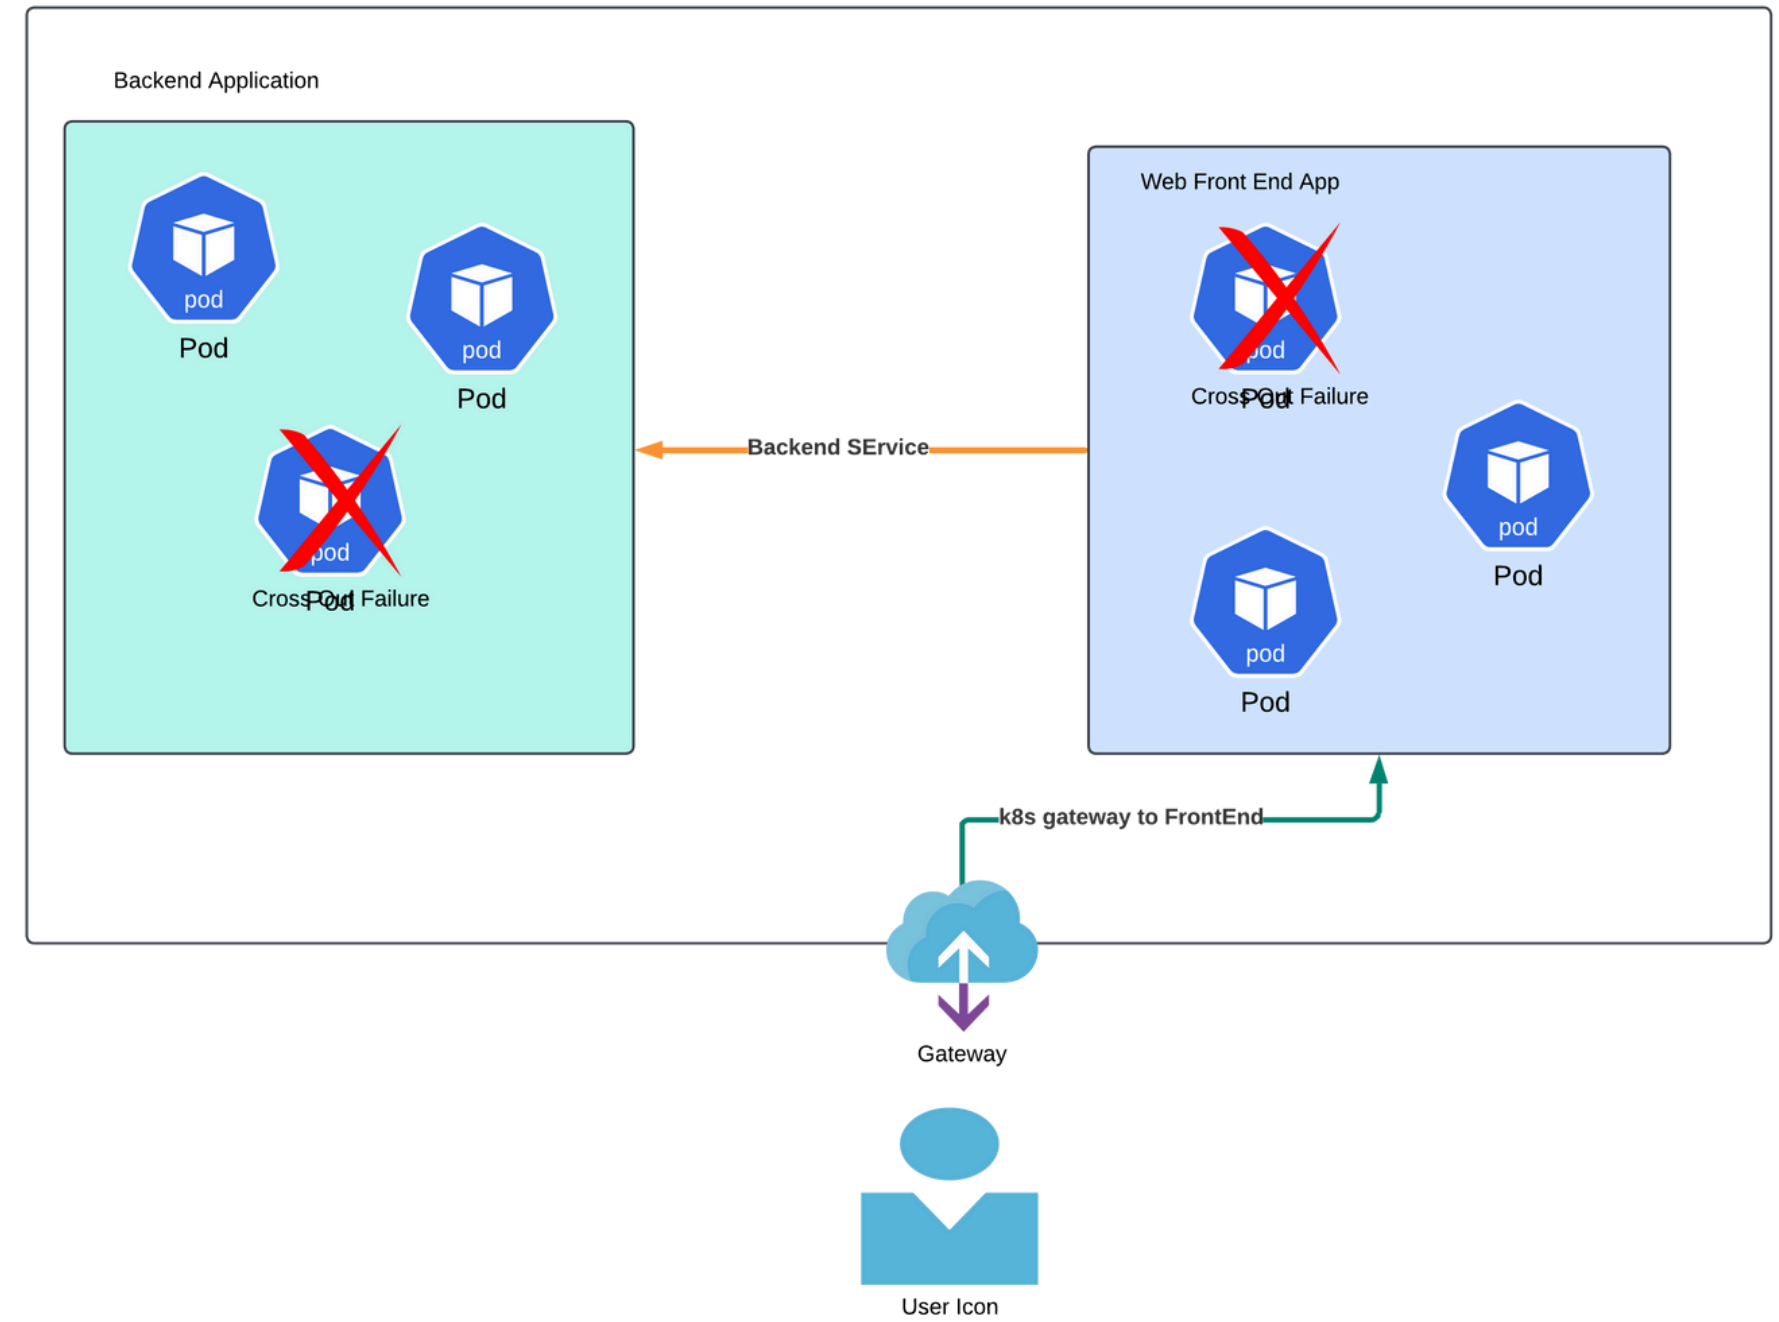 Backend Application
pod
Pod
pod
Pod
pod
Pod
Cross Out Failure
Backend SErvice
Web Front End App
pod
Pod
Cross Out Failure
pod
Pod
pod
Pod
k8s gateway to FrontEnd
Gateway
User Icon